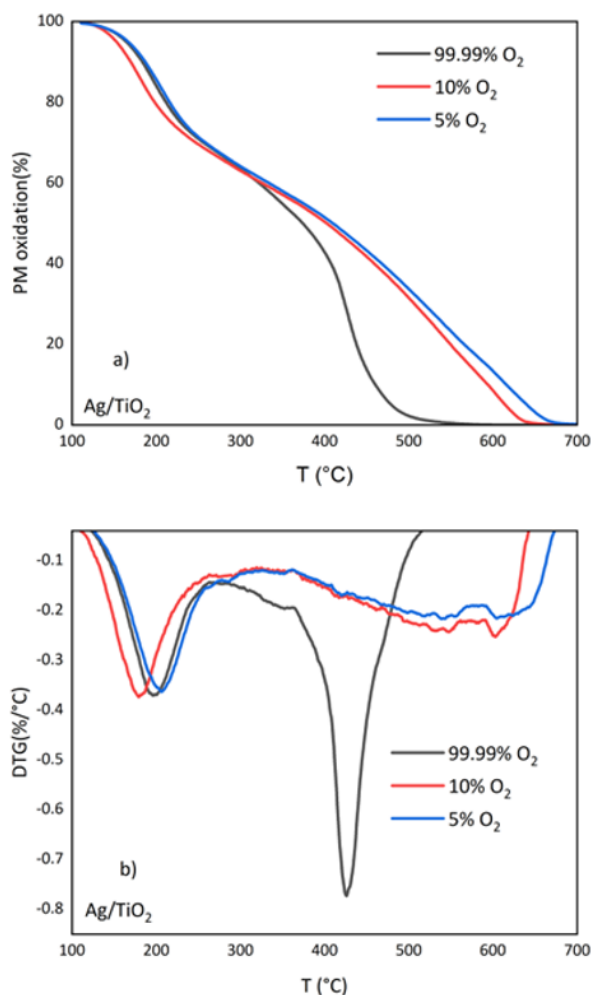 100
80
60
40
20
0
PM oxidation(%)
99.99% O₂
10% O₂
5% O₂
a)
Ag/TiO₂
100 200 300 400 500 600 700
T (°C)
-0.1
-0.2
-0.3
-0.4
-0.5
-0.6
-0.7
-0.8
DTG(%/°C)
99.99% O₂
10% O₂
5% O₂
b)
Ag/TiO₂
100 200 300 400 500 600 700
T (°C)